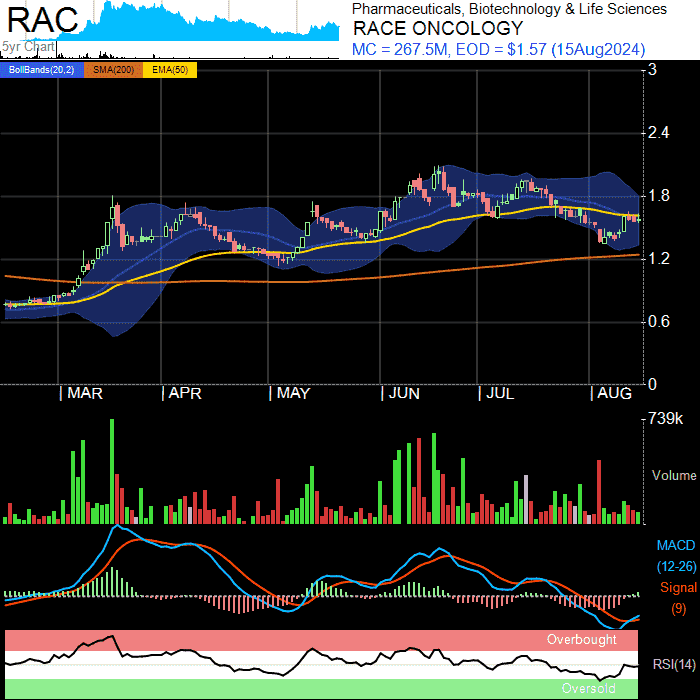 RAC
5yr Chart
Pharmaceuticals, Biotechnology & Life Sciences
RACE ONCOLOGY
MC = 267.5M, EOD = $1.57 (15Aug2024)
BollBands(20,2) SMA(200) EMA(50)
3
2.4
1.8
1.2
0.6
0
MAR APR MAY JUN JUL AUG
739k
Volume
MACD
(12-26)
Signal
(9)
Overbought
RSI(14)
Oversold